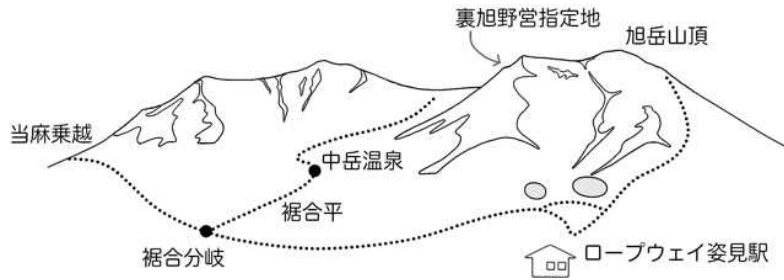 裏旭野営指定地
旭岳山頂
当麻乗越
中岳温泉
裾合平
裾合分岐
ロープウェイ姿見駅